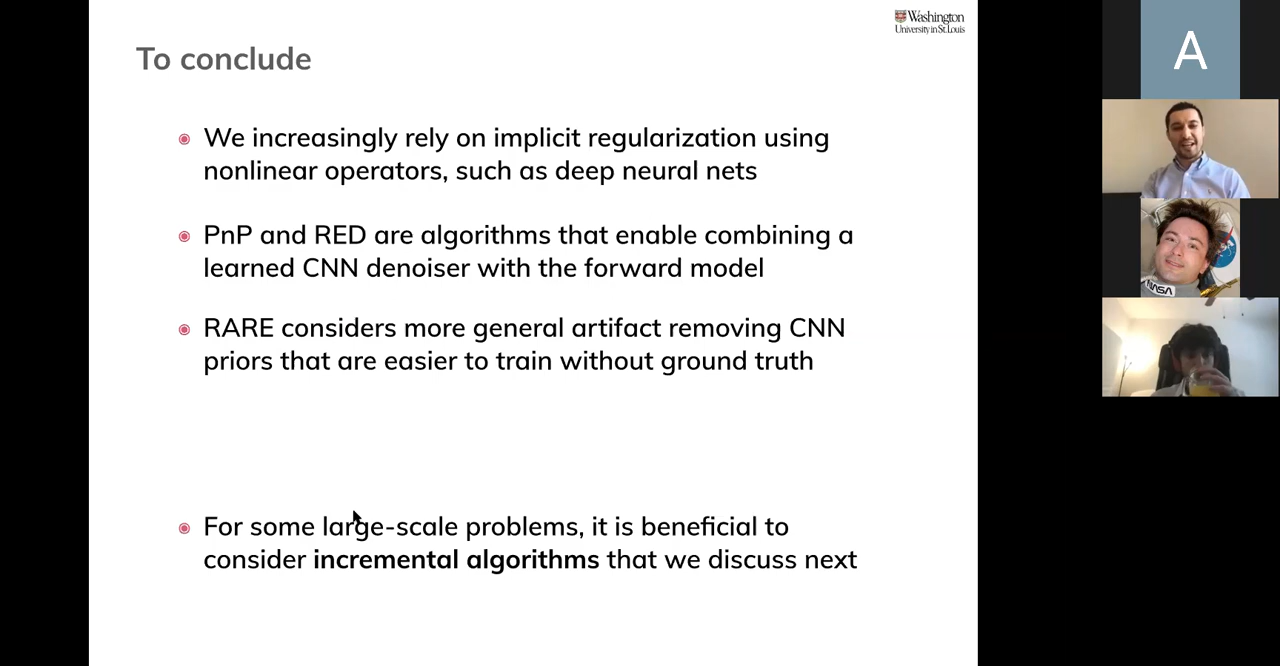 Washington
University in St. Louis
To conclude
We increasingly rely on implicit regularization using
nonlinear operators, such as deep neural nets
PnP and RED are algorithms that enable combining a
learned CNN denoiser with the forward model
RARE considers more general artifact removing CNN
priors that are easier to train without ground truth
For some large-scale problems, it is beneficial to
consider incremental algorithms that we discuss next
A
NASA